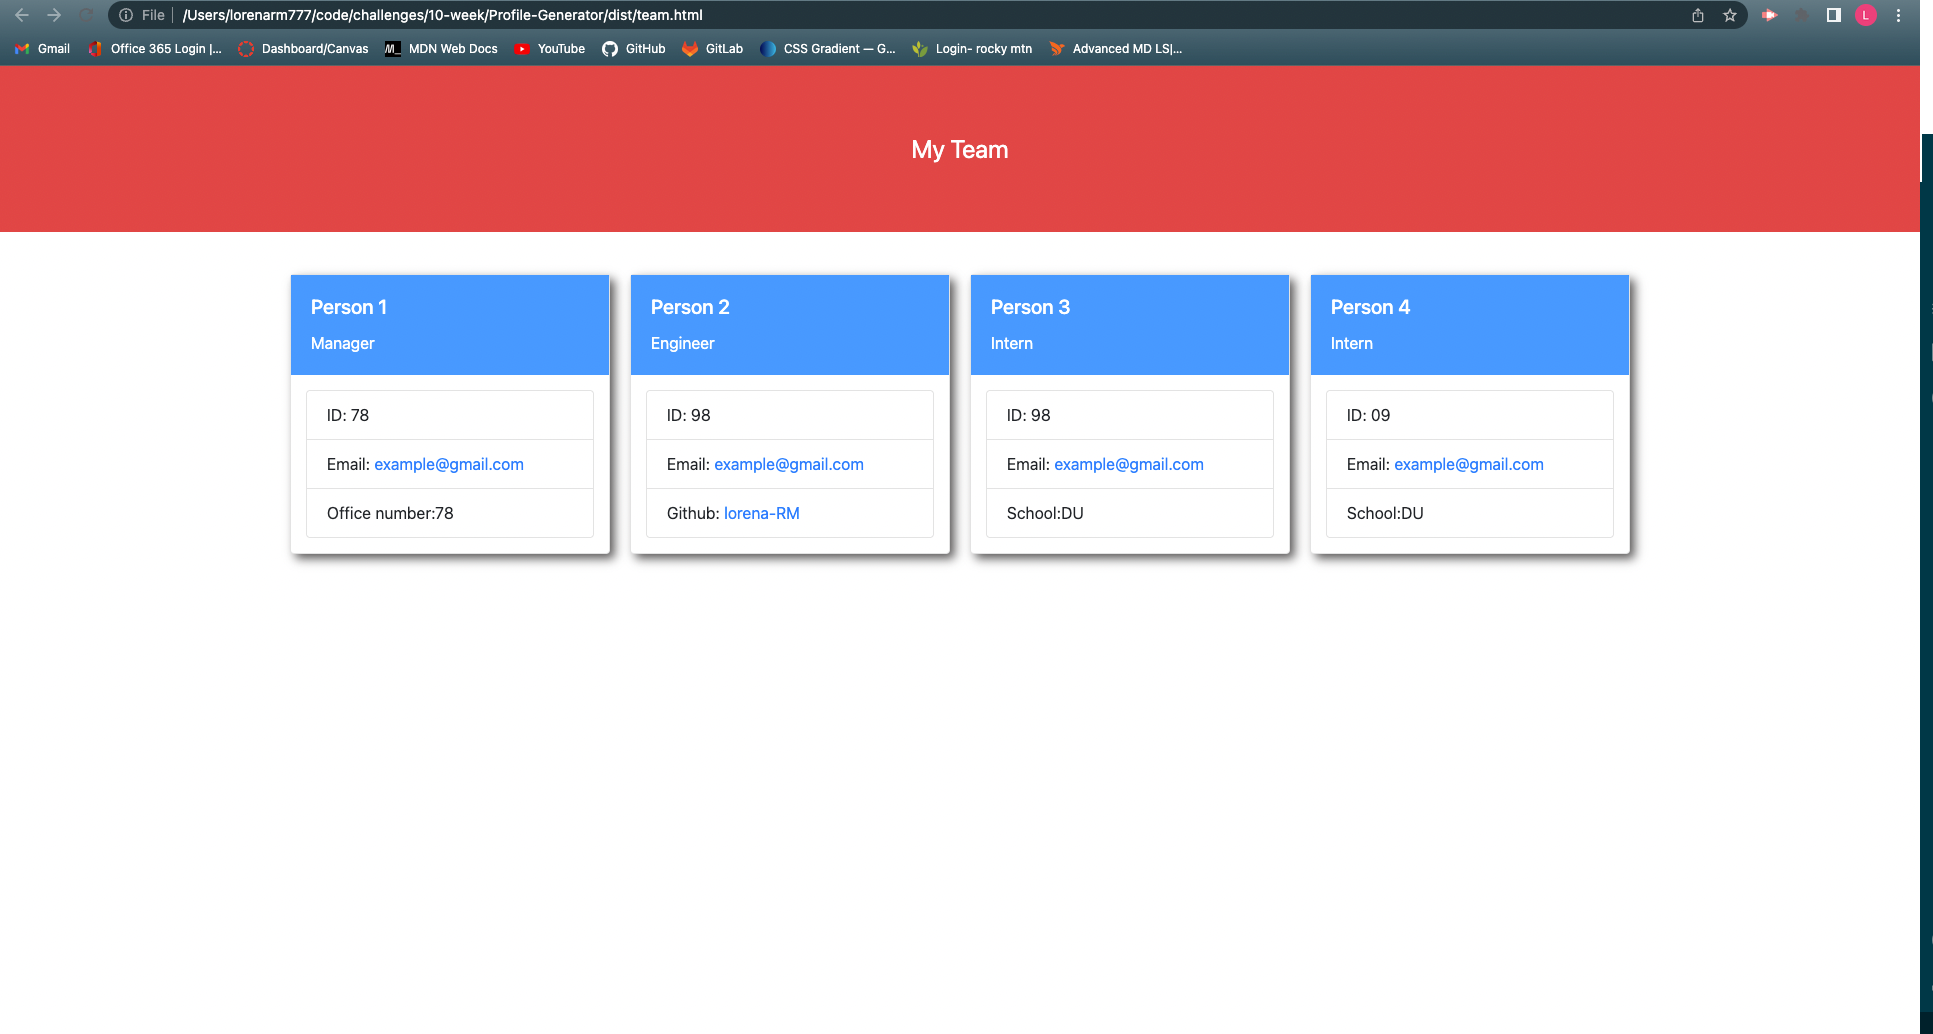 File /Users/lorenarm777/code/challenges/10-week/Profile-Generator/dist/team.html L
Gmail Office 365 Login |... Dashboard/Canvas M_ MDN Web Docs YouTube GitHub GitLab CSS Gradient — G... Login- rocky mtn Advanced MD LS|...
My Team
Person 1
Manager
ID: 78
Email: example@gmail.com
Office number:78
Person 2
Engineer
ID: 98
Email: example@gmail.com
Github: lorena-RM
Person 3
Intern
ID: 98
Email: example@gmail.com
School:DU
Person 4
Intern
ID: 09
Email: example@gmail.com
School:DU